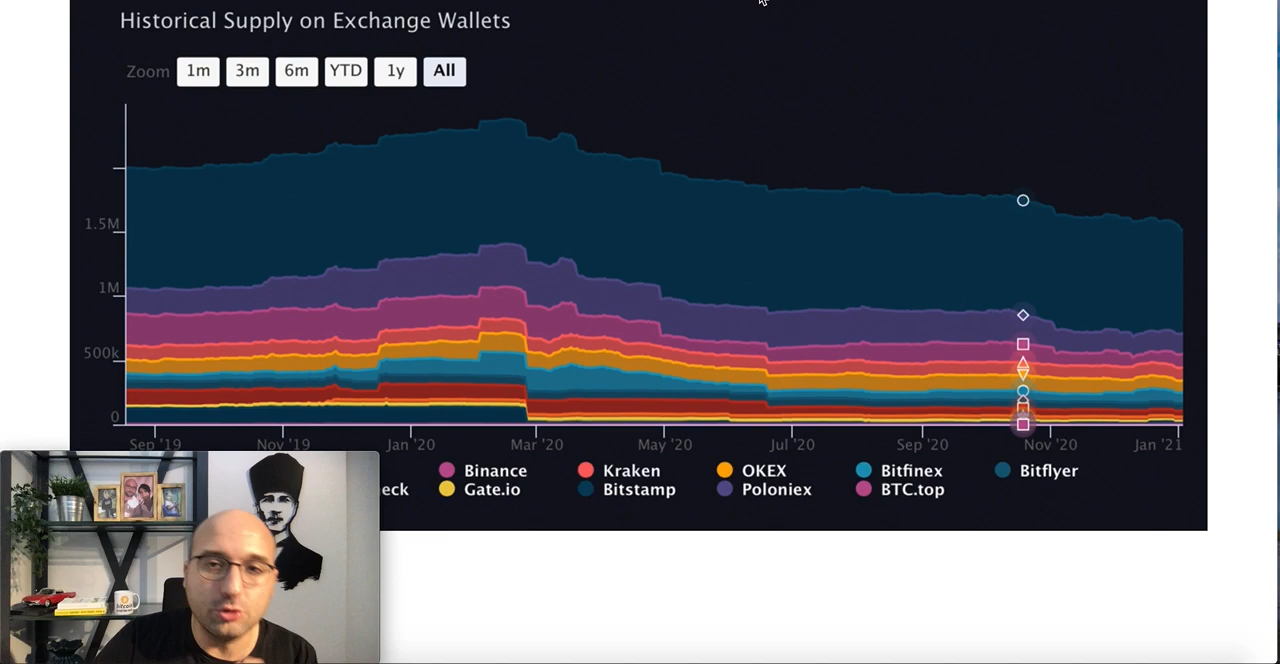 Historical Supply on Exchange Wallets
Zoom 1m 3m 6m YTD 1y All
1.5M
1M
500k
0
Sep '19 Nov '19 Jan '20 Mar '20 May '20 Jul '20 Sep '20 Nov '20 Jan '21
Binance Kraken OKEX Bitfinex Bitflyer
eck Gate.io Bitstamp Poloniex BTC.top
bitcoin